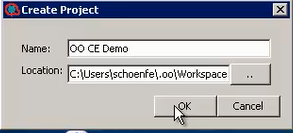 Create Project
Name: OO CE Demo
Location: C:\Users\schoenfe\.oo\Workspace ..
OK Cancel